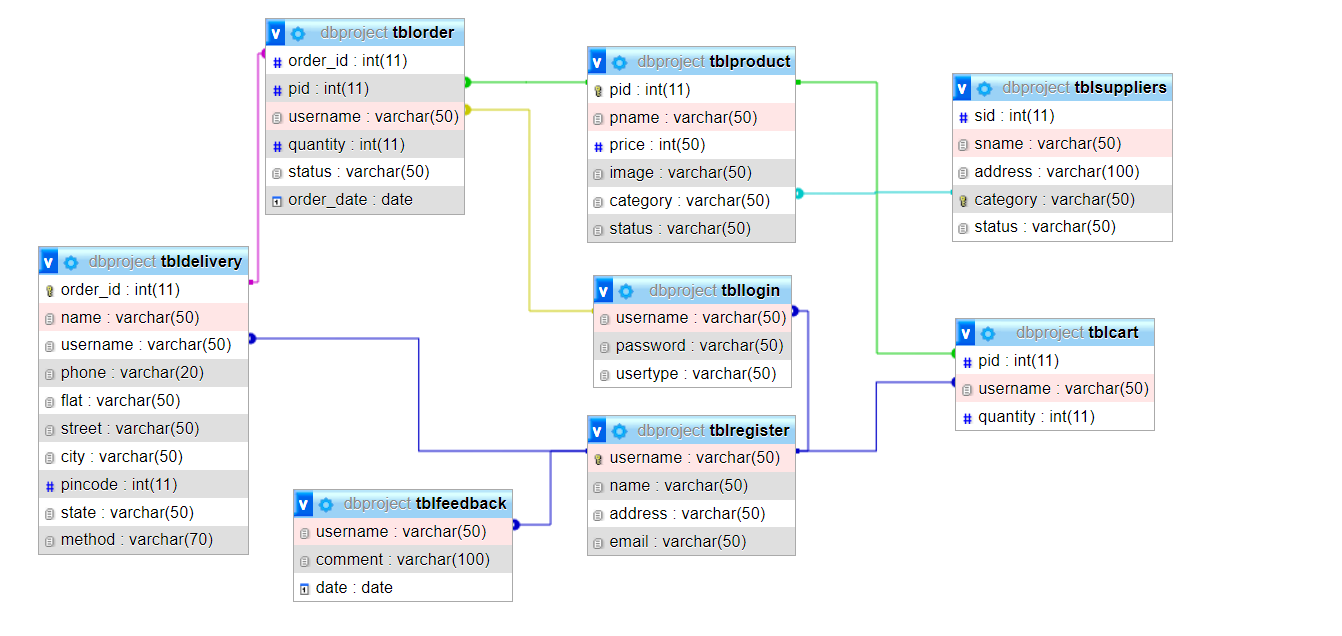 v dbproject tblorder
# order_id : int(11)
# pid : int(11)
username : varchar(50)
# quantity : int(11)
status : varchar(50)
order_date : date
v dbproject tblproduct
pid : int(11)
pname : varchar(50)
# price : int(50)
image : varchar(50)
category : varchar(50)
status : varchar(50)
v dbproject tblsuppliers
# sid : int(11)
sname : varchar(50)
address : varchar(100)
category : varchar(50)
status : varchar(50)
v dbproject tbldelivery
order_id : int(11)
name : varchar(50)
username : varchar(50)
phone : varchar(20)
flat : varchar(50)
street : varchar(50)
city : varchar(50)
# pincode : int(11)
state : varchar(50)
method : varchar(70)
v dbproject tbllogin
username : varchar(50)
password : varchar(50)
usertype : varchar(50)
v dbproject tblcart
# pid : int(11)
username : varchar(50)
# quantity : int(11)
v dbproject tblregister
username : varchar(50)
name : varchar(50)
address : varchar(50)
email : varchar(50)
v dbproject tblfeedback
username : varchar(50)
comment : varchar(100)
date : date